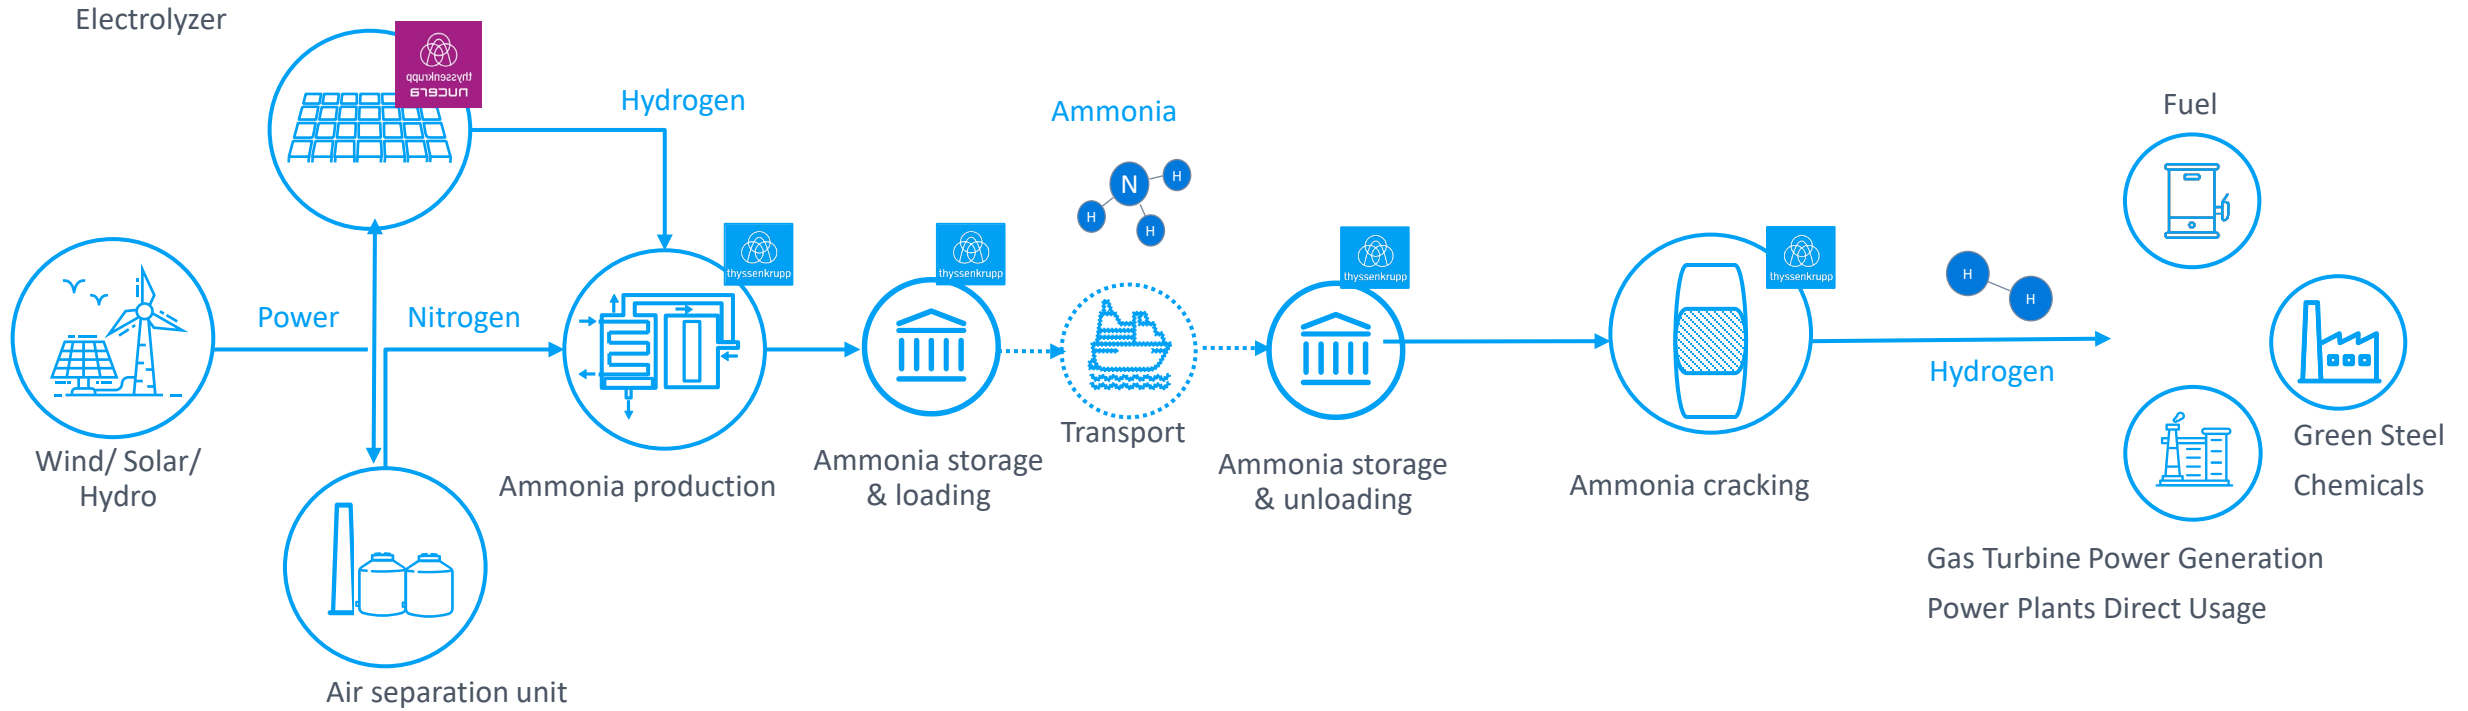 Electrolyzer
thyssenkrupp
nucera
Hydrogen
Ammonia
N
H
H
H
Fuel
thyssenkrupp
thyssenkrupp
thyssenkrupp
thyssenkrupp
Power
Nitrogen
H
H
Hydrogen
Wind/ Solar/
Hydro
Ammonia production
Ammonia storage
& loading
Transport
Ammonia storage
& unloading
Ammonia cracking
Green Steel
Chemicals
Gas Turbine Power Generation
Power Plants Direct Usage
Air separation unit